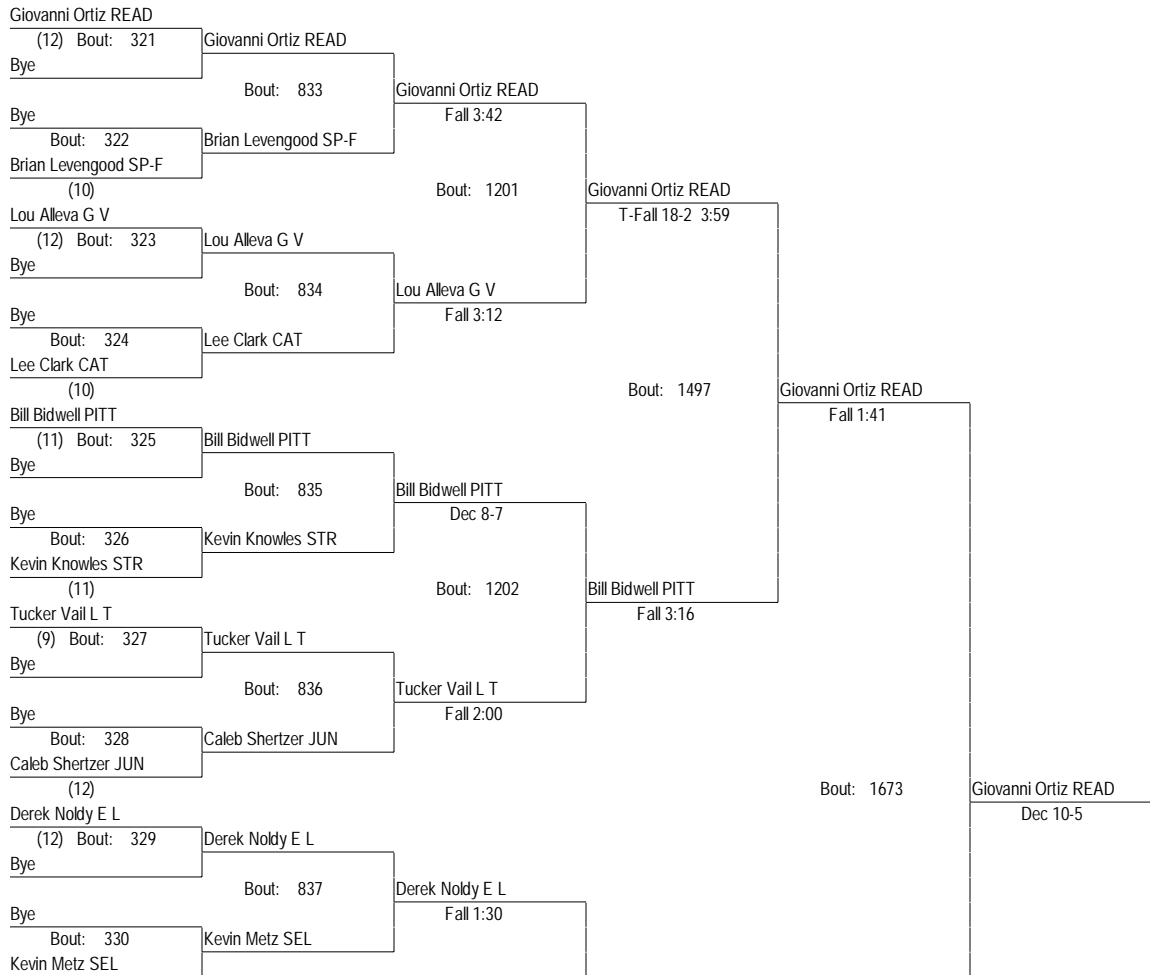 Giovanni Ortiz READ
(12) Bout: 321 Giovanni Ortiz READ
Bye
Bout: 833 Giovanni Ortiz READ
Bye Fall 3:42
Bout: 322 Brian Levengood SP-F
Brian Levengood SP-F
(10) Bout: 1201 Giovanni Ortiz READ
Lou Alleva G V T-Fall 18-2 3:59
(12) Bout: 323 Lou Alleva G V
Bye
Bout: 834 Lou Alleva G V
Bye Fall 3:12
Bout: 324 Lee Clark CAT
Lee Clark CAT
(10) Bout: 1497 Giovanni Ortiz READ
Bill Bidwell PITT Fall 1:41
(11) Bout: 325 Bill Bidwell PITT
Bye
Bout: 835 Bill Bidwell PITT
Bye Dec 8-7
Bout: 326 Kevin Knowles STR
Kevin Knowles STR
(11) Bout: 1202 Bill Bidwell PITT
Tucker Vail L T Fall 3:16
(9) Bout: 327 Tucker Vail L T
Bye
Bout: 836 Tucker Vail L T
Bye Fall 2:00
Bout: 328 Caleb Shertzer JUN
Caleb Shertzer JUN
(12) Bout: 1673 Giovanni Ortiz READ
Derek Noldy E L Dec 10-5
(12) Bout: 329 Derek Noldy E L
Bye
Bout: 837 Derek Noldy E L
Bye Fall 1:30
Bout: 330 Kevin Metz SEL
Kevin Metz SEL